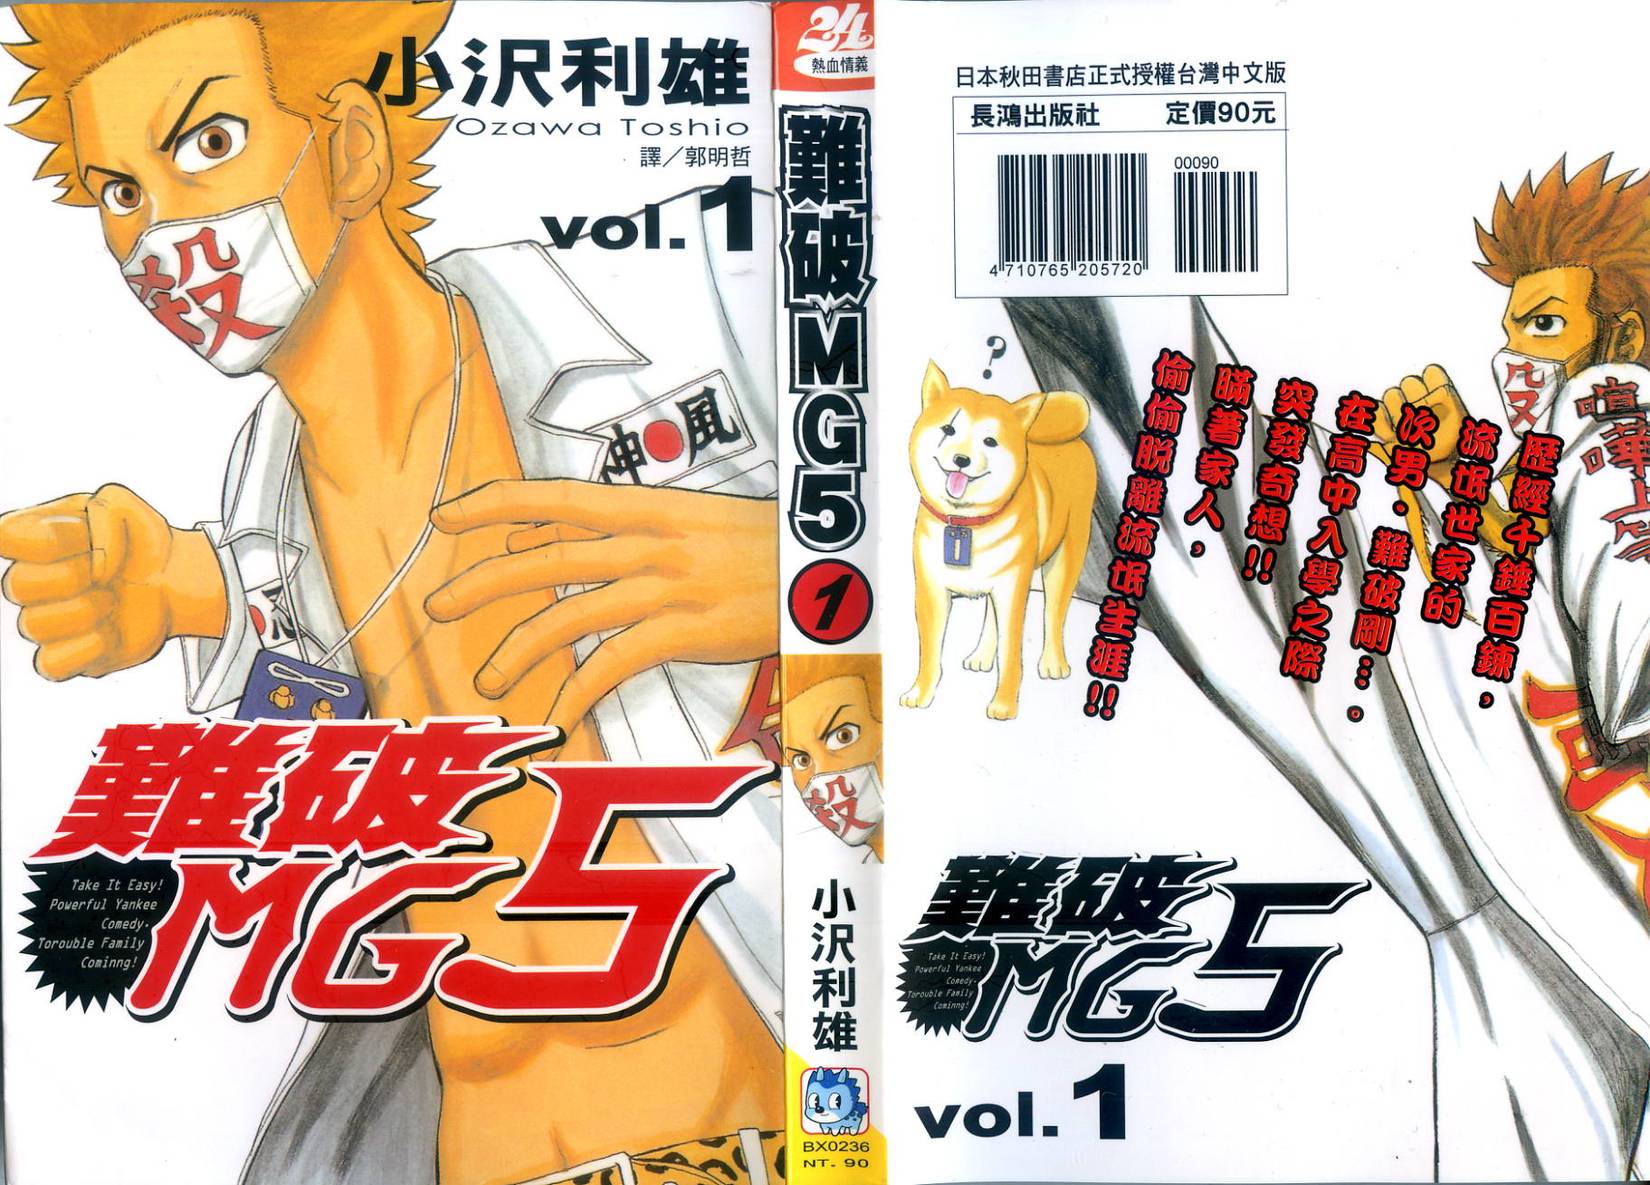 小沢利雄
Ozawa Toshio
譯／郭明哲
vol.1
殺
神風
難破
MG5
Take It Easy!
Powerful Yankee
Comedy.
Torouble Family
Cominng!
24
熱血情義
難破MG5
1
殺
小沢利雄
BX0236
NT. 90
日本秋田書店正式授權台灣中文版
長鴻出版社 定價90元
00090
4 710765 205720
?
歷經千錘百鍊，
流氓世家的
次男．難破剛…。
在高中入學之際
突發奇想!!
瞞著家人，
偷偷脫離流氓生涯!!
喧華上等
難破
MG5
Take It Easy!
Powerful Yankee
Comedy.
Torouble Family
Cominng!
vol.1